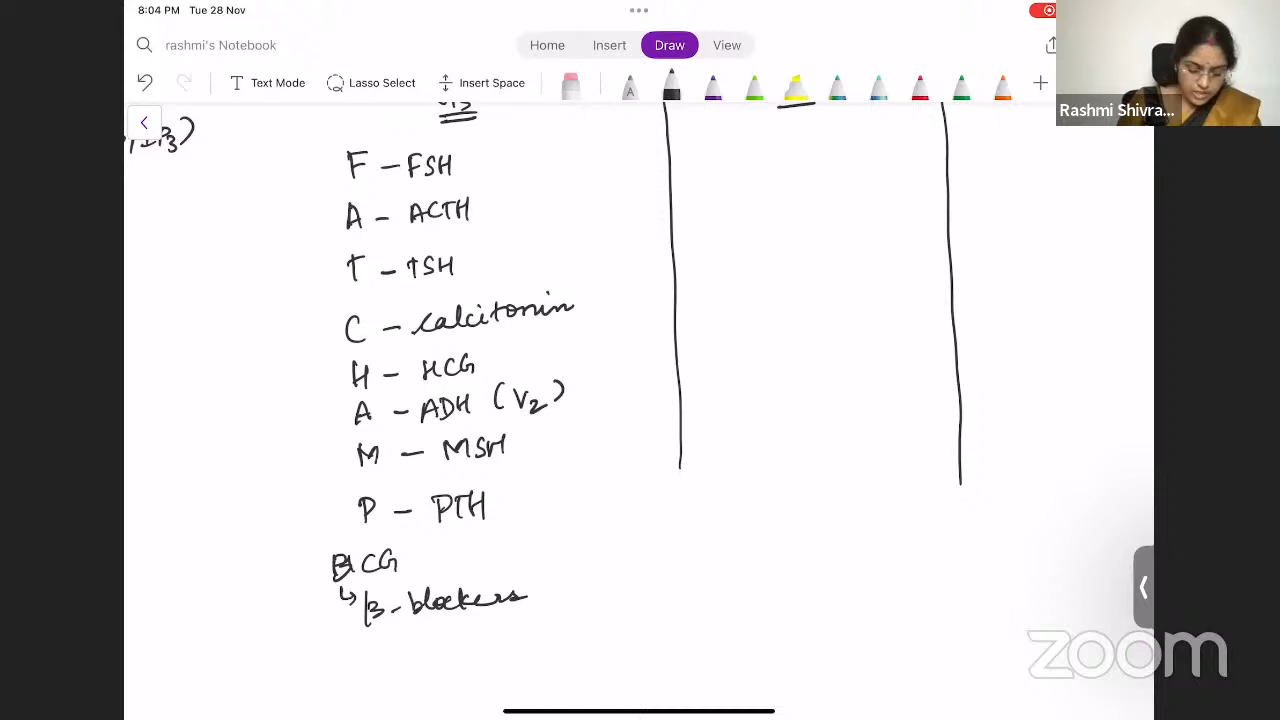 8:04 PM Tue 28 Nov
rashmi's Notebook
Home Insert Draw View
Text Mode Lasso Select Insert Space
A
Rashmi Shivra...
F - FSH
A - ACTH
T - TSH
C - calcitonin
H - HCG
A - ADH (V2)
M - MSH
P - PTH
CG
↳ β - blockers
zoom